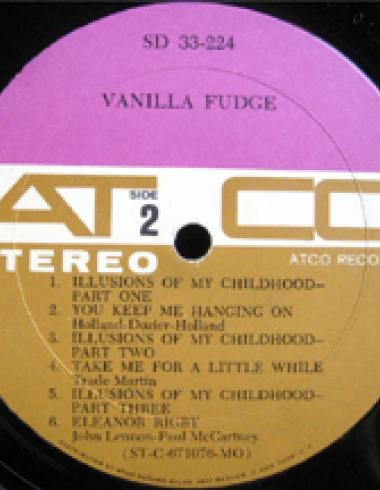 SD 33-224
VANILLA FUDGE
ATCO
SIDE
2
STEREO
ATCO RECO
1. ILLUSIONS OF MY CHILDHOOD—
PART ONE
2. YOU KEEP ME HANGING ON
Holland-Dozier-Holland
3. ILLUSIONS OF MY CHILDHOOD—
PART TWO
4. TAKE ME FOR A LITTLE WHILE
Trade Martin
5. ILLUSIONS OF MY CHILDHOOD—
PART THREE
6. ELEANOR RIGBY
John Lennon-Paul McCartney
(ST-C-671076-MO)